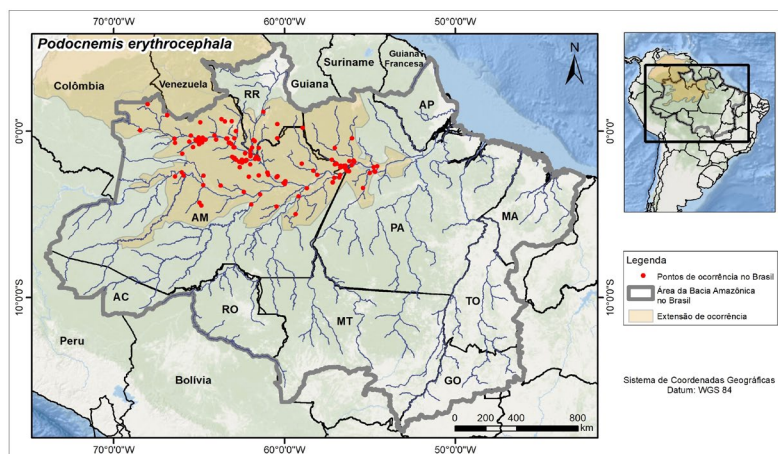 70°0'0"W
60°0'0"W
50°0'0"W
Podocnemis erythrocephala
Colômbia
Venezuela
Guiana
Suriname
Guiana
Francesa
N
RR
AP
0°0'0"
0°0'0"
AM
PA
MA
AC
RO
MT
TO
GO
10°0'0"S
10°0'0"S
Peru
Bolívia
0 200 400 800
km
70°0'0"W
60°0'0"W
50°0'0"W
Legenda
Pontos de ocorrência no Brasil
Área da Bacia Amazônica
no Brasil
Extensão de ocorrência
Sistema de Coordenadas Geográficas
Datum: WGS 84